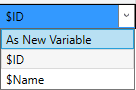 $ID
As New Variable
$ID
$Name